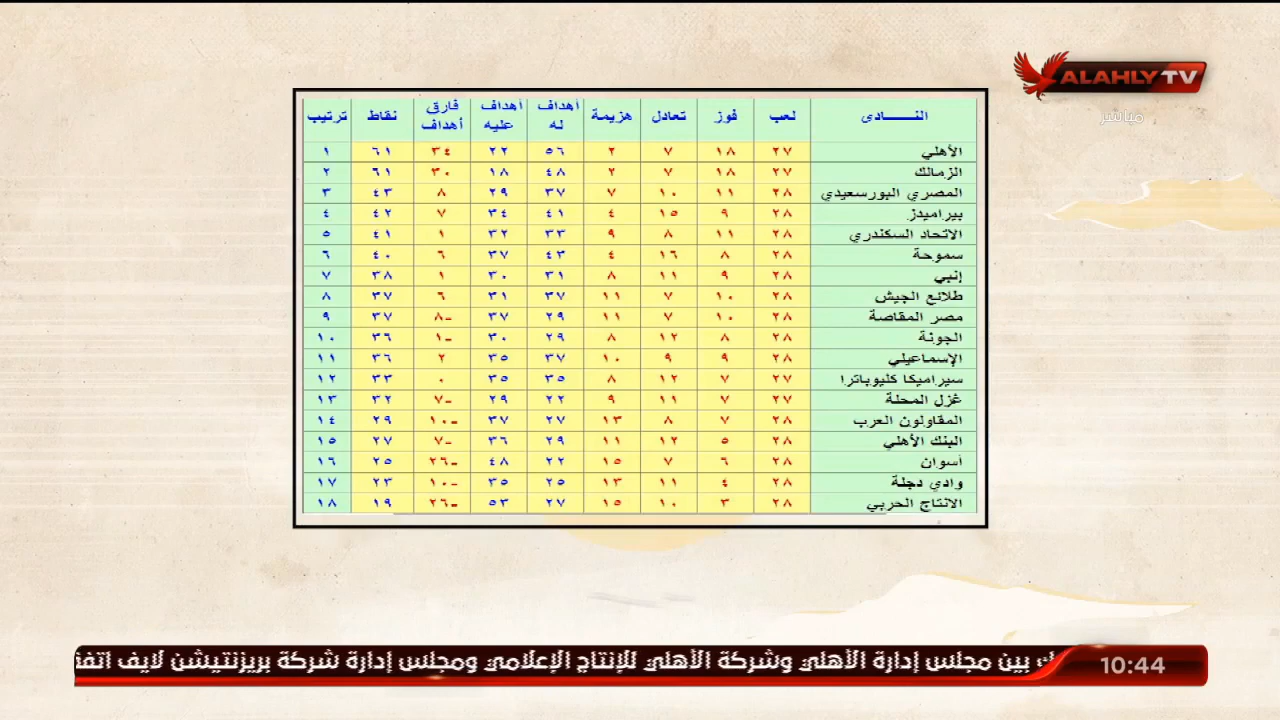 ALAHLY TV
مباشر
النـــــادى لعب فوز تعادل هزيمة أهداف له أهداف عليه فارق أهداف نقاط ترتيب
الأهلي ٢٧ ١٨ ٧ ٢ ٥٦ ٢٢ ٣٤ ٦١ ١
الزمالك ٢٧ ١٨ ٧ ٢ ٤٨ ١٨ ٣٠ ٦١ ٢
المصري البورسعيدي ٢٨ ١١ ١٠ ٧ ٣٧ ٢٩ ٨ ٤٣ ٣
بيراميدز ٢٨ ٩ ١٥ ٤ ٤١ ٣٤ ٧ ٤٢ ٤
الاتحاد السكندري ٢٨ ١١ ٨ ٩ ٣٣ ٣٢ ١ ٤١ ٥
سموحة ٢٨ ٨ ١٦ ٤ ٤٣ ٣٧ ٦ ٤٠ ٦
إنبي ٢٨ ٩ ١١ ٨ ٣١ ٣٠ ١ ٣٨ ٧
طلائع الجيش ٢٨ ١٠ ٧ ١١ ٣٧ ٣١ ٦ ٣٧ ٨
مصر المقاصة ٢٨ ١٠ ٧ ١١ ٢٩ ٣٧ ٨- ٣٧ ٩
الجونة ٢٨ ٨ ١٢ ٨ ٢٩ ٣٠ ١- ٣٦ ١٠
الإسماعيلي ٢٨ ٩ ٩ ١٠ ٣٧ ٣٥ ٢ ٣٦ ١١
سيراميكا كليوباترا ٢٧ ٧ ١٢ ٨ ٣٥ ٣٥ ٠ ٣٣ ١٢
غزل المحلة ٢٧ ٧ ١١ ٩ ٢٢ ٢٩ ٧- ٣٢ ١٣
المقاولون العرب ٢٨ ٧ ٨ ١٣ ٢٧ ٣٧ ١٠- ٢٩ ١٤
البنك الأهلي ٢٨ ٥ ١٢ ١١ ٢٩ ٣٦ ٧- ٢٧ ١٥
أسوان ٢٨ ٦ ٧ ١٥ ٢٢ ٤٨ ٢٦- ٢٥ ١٦
وادي دجلة ٢٨ ٤ ١١ ١٣ ٢٥ ٣٥ ١٠- ٢٣ ١٧
الانتاج الحربي ٢٨ ٣ ١٠ ١٥ ٢٧ ٥٣ ٢٦- ١٩ ١٨
10:44
بين مجلس إدارة الأهلي وشركة الأهلي للإنتاج الإعلامي ومجلس إدارة شركة بريزنتيشن لايف